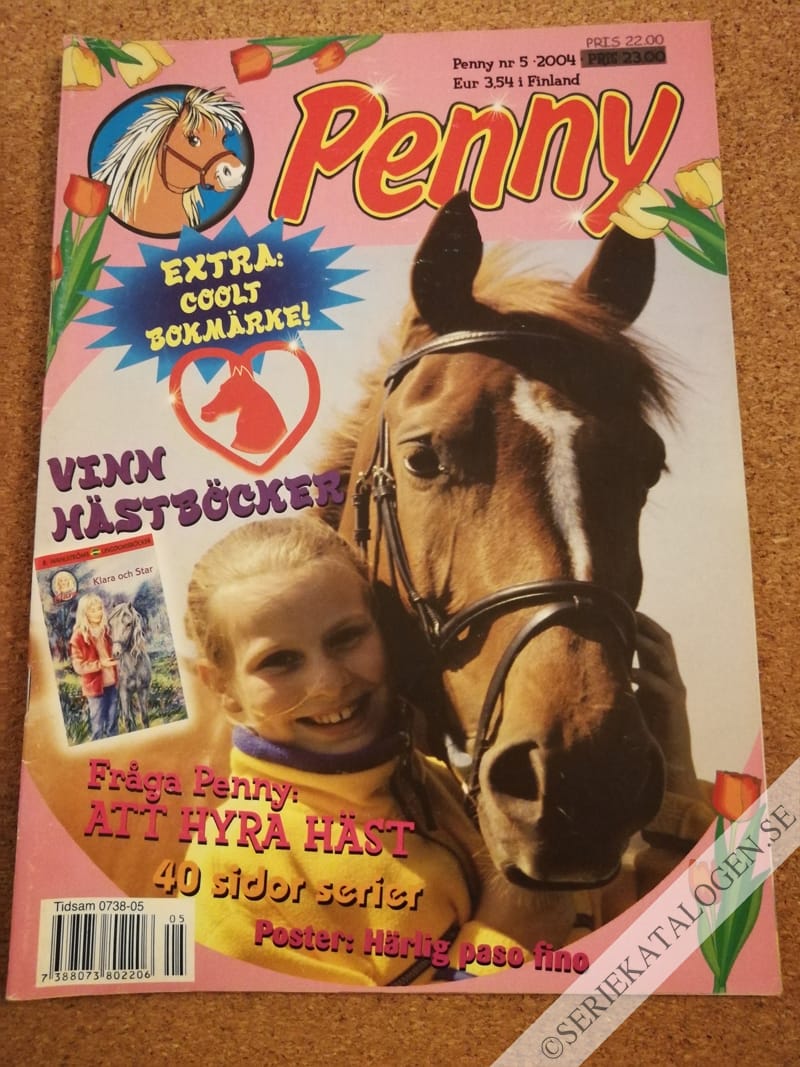 PRIS 22.00
Penny nr 5 · 2004 · PRIS 23.00
Eur 3,54 i Finland
Penny
EXTRA:
COOLT
BOKMÄRKE!
VINN
HÄSTBÖCKER
B. WAHLSTRÖMS UNGDOMSBÖCKER
Klara och Star
Fråga Penny:
ATT HYRA HÄST
40 sidor serier
Poster: Härlig paso fino
Tidsam 0738-05
05
7 388073 802206
©SERIEKATALOGEN.SE